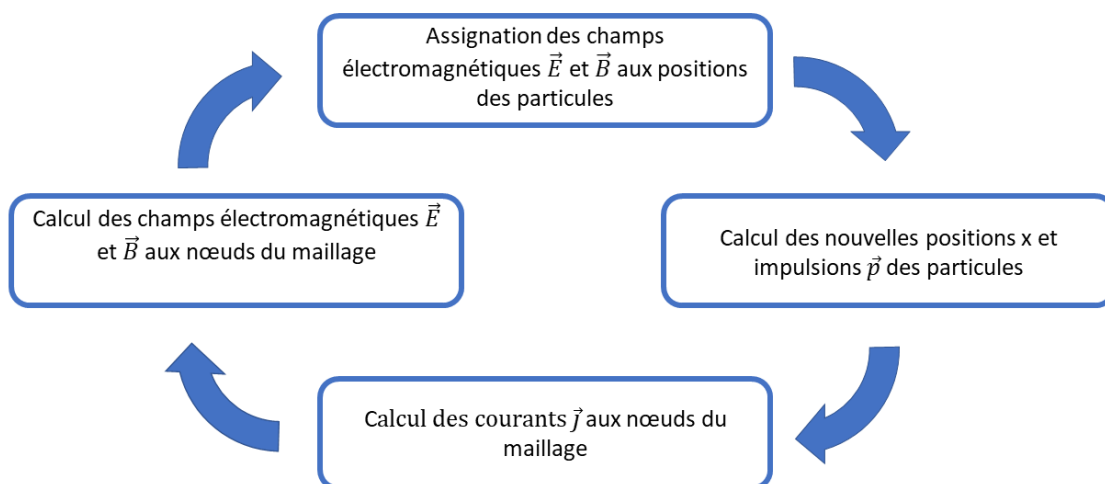 Assignation des champs
électromagnétiques E⃗ et B⃗ aux positions
des particules
Calcul des champs électromagnétiques E⃗
et B⃗ aux nœuds du maillage
Calcul des nouvelles positions x et
impulsions p⃗ des particules
Calcul des courants j⃗ aux nœuds du
maillage